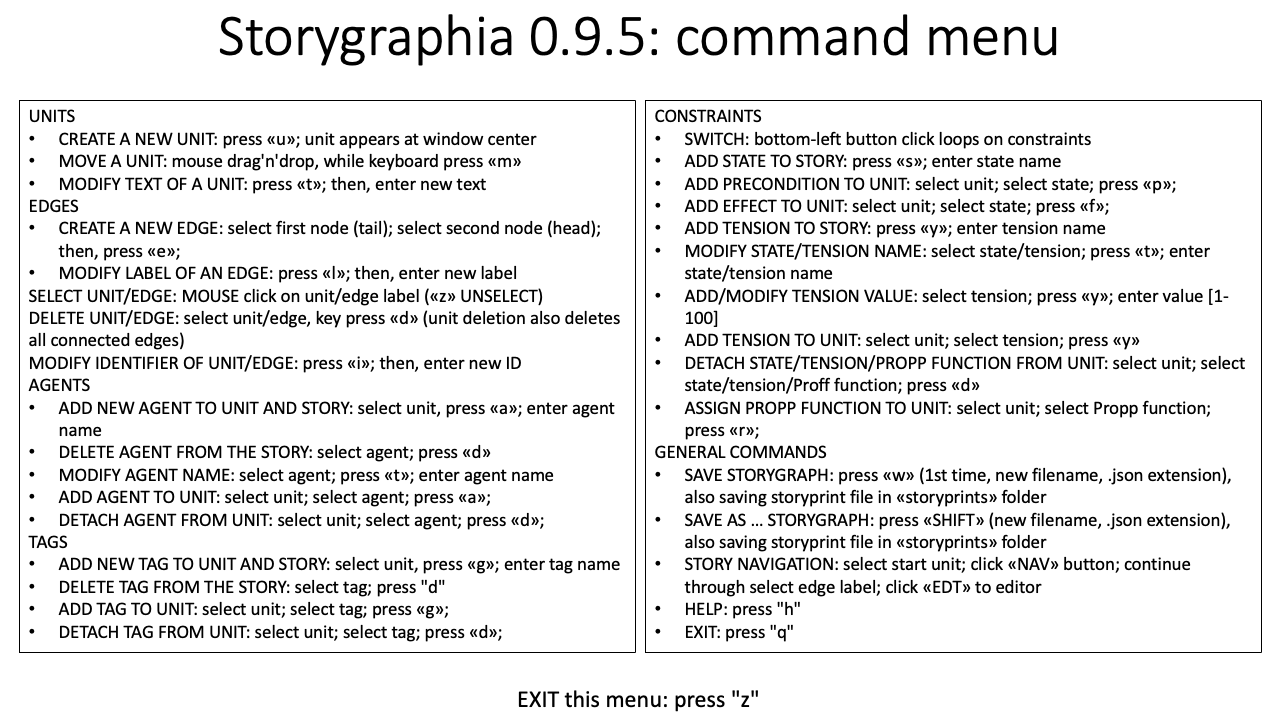 Storygraphia 0.9.5: command menu
UNITS
• CREATE A NEW UNIT: press «u»; unit appears at window center
• MOVE A UNIT: mouse drag'n'drop, while keyboard press «m»
• MODIFY TEXT OF A UNIT: press «t»; then, enter new text
EDGES
• CREATE A NEW EDGE: select first node (tail); select second node (head);
then, press «e»;
• MODIFY LABEL OF AN EDGE: press «l»; then, enter new label
SELECT UNIT/EDGE: MOUSE click on unit/edge label («z» UNSELECT)
DELETE UNIT/EDGE: select unit/edge, key press «d» (unit deletion also deletes
all connected edges)
MODIFY IDENTIFIER OF UNIT/EDGE: press «i»; then, enter new ID
AGENTS
• ADD NEW AGENT TO UNIT AND STORY: select unit, press «a»; enter agent
name
• DELETE AGENT FROM THE STORY: select agent; press «d»
• MODIFY AGENT NAME: select agent; press «t»; enter agent name
• ADD AGENT TO UNIT: select unit; select agent; press «a»;
• DETACH AGENT FROM UNIT: select unit; select agent; press «d»;
TAGS
• ADD NEW TAG TO UNIT AND STORY: select unit, press «g»; enter tag name
• DELETE TAG FROM THE STORY: select tag; press "d"
• ADD TAG TO UNIT: select unit; select tag; press «g»;
• DETACH TAG FROM UNIT: select unit; select tag; press «d»;
CONSTRAINTS
• SWITCH: bottom-left button click loops on constraints
• ADD STATE TO STORY: press «s»; enter state name
• ADD PRECONDITION TO UNIT: select unit; select state; press «p»;
• ADD EFFECT TO UNIT: select unit; select state; press «f»;
• ADD TENSION TO STORY: press «y»; enter tension name
• MODIFY STATE/TENSION NAME: select state/tension; press «t»; enter
state/tension name
• ADD/MODIFY TENSION VALUE: select tension; press «y»; enter value [1-
100]
• ADD TENSION TO UNIT: select unit; select tension; press «y»
• DETACH STATE/TENSION/PROPP FUNCTION FROM UNIT: select unit; select
state/tension/Proff function; press «d»
• ASSIGN PROPP FUNCTION TO UNIT: select unit; select Propp function;
press «r»;
GENERAL COMMANDS
• SAVE STORYGRAPH: press «w» (1st time, new filename, .json extension),
also saving storyprint file in «storyprints» folder
• SAVE AS ... STORYGRAPH: press «SHIFT» (new filename, .json extension),
also saving storyprint file in «storyprints» folder
• STORY NAVIGATION: select start unit; click «NAV» button; continue
through select edge label; click «EDT» to editor
• HELP: press "h"
• EXIT: press "q"
EXIT this menu: press "z"